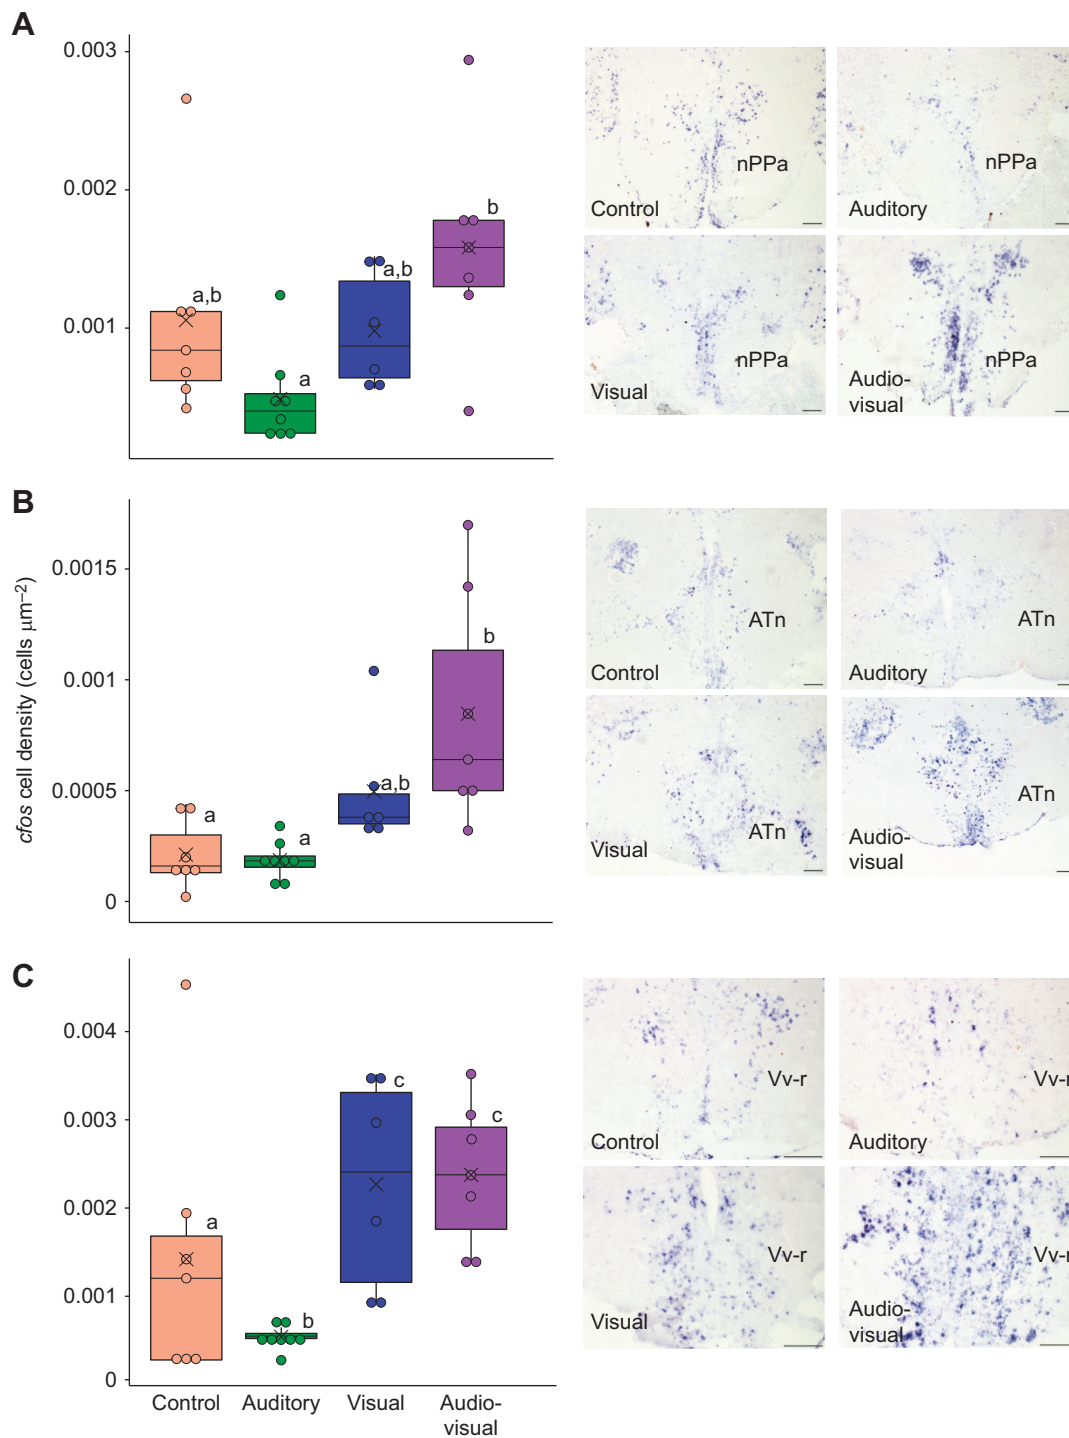 A
0.003
0.002
0.001
a,b
a
a,b
b
Control
nPPa
Auditory
nPPa
Visual
nPPa
Audio-
visual
nPPa
B
cfos cell density (cells μm−2)
0.0015
0.001
0.0005
0
a
a
a,b
b
Control
ATn
Auditory
ATn
Visual
ATn
Audio-
visual
ATn
C
0.004
0.003
0.002
0.001
0
a
b
c
c
Control
Auditory
Visual
Audio-
visual
Control
Vv-r
Auditory
Vv-r
Visual
Vv-r
Audio-
visual
Vv-r